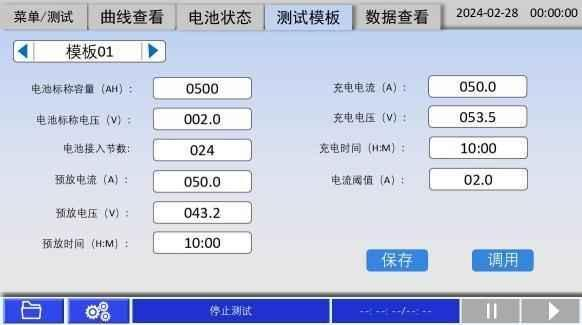 菜单/测试 曲线查看 电池状态 测试模板 数据查看 2024-02-28 00:00:00
模板01
电池标称容量（AH）: 0500 充电电流（A）: 050.0
电池标称电压（V）: 002.0 充电电压（V）: 053.5
电池接入节数: 024 充电时间（H:M）: 10:00
预放电流（A）: 050.0 电流阈值（A）: 02.0
预放电压（V）: 043.2
预放时间（H:M）: 10:00
保存 调用
停止测试 --: --: --/--: --